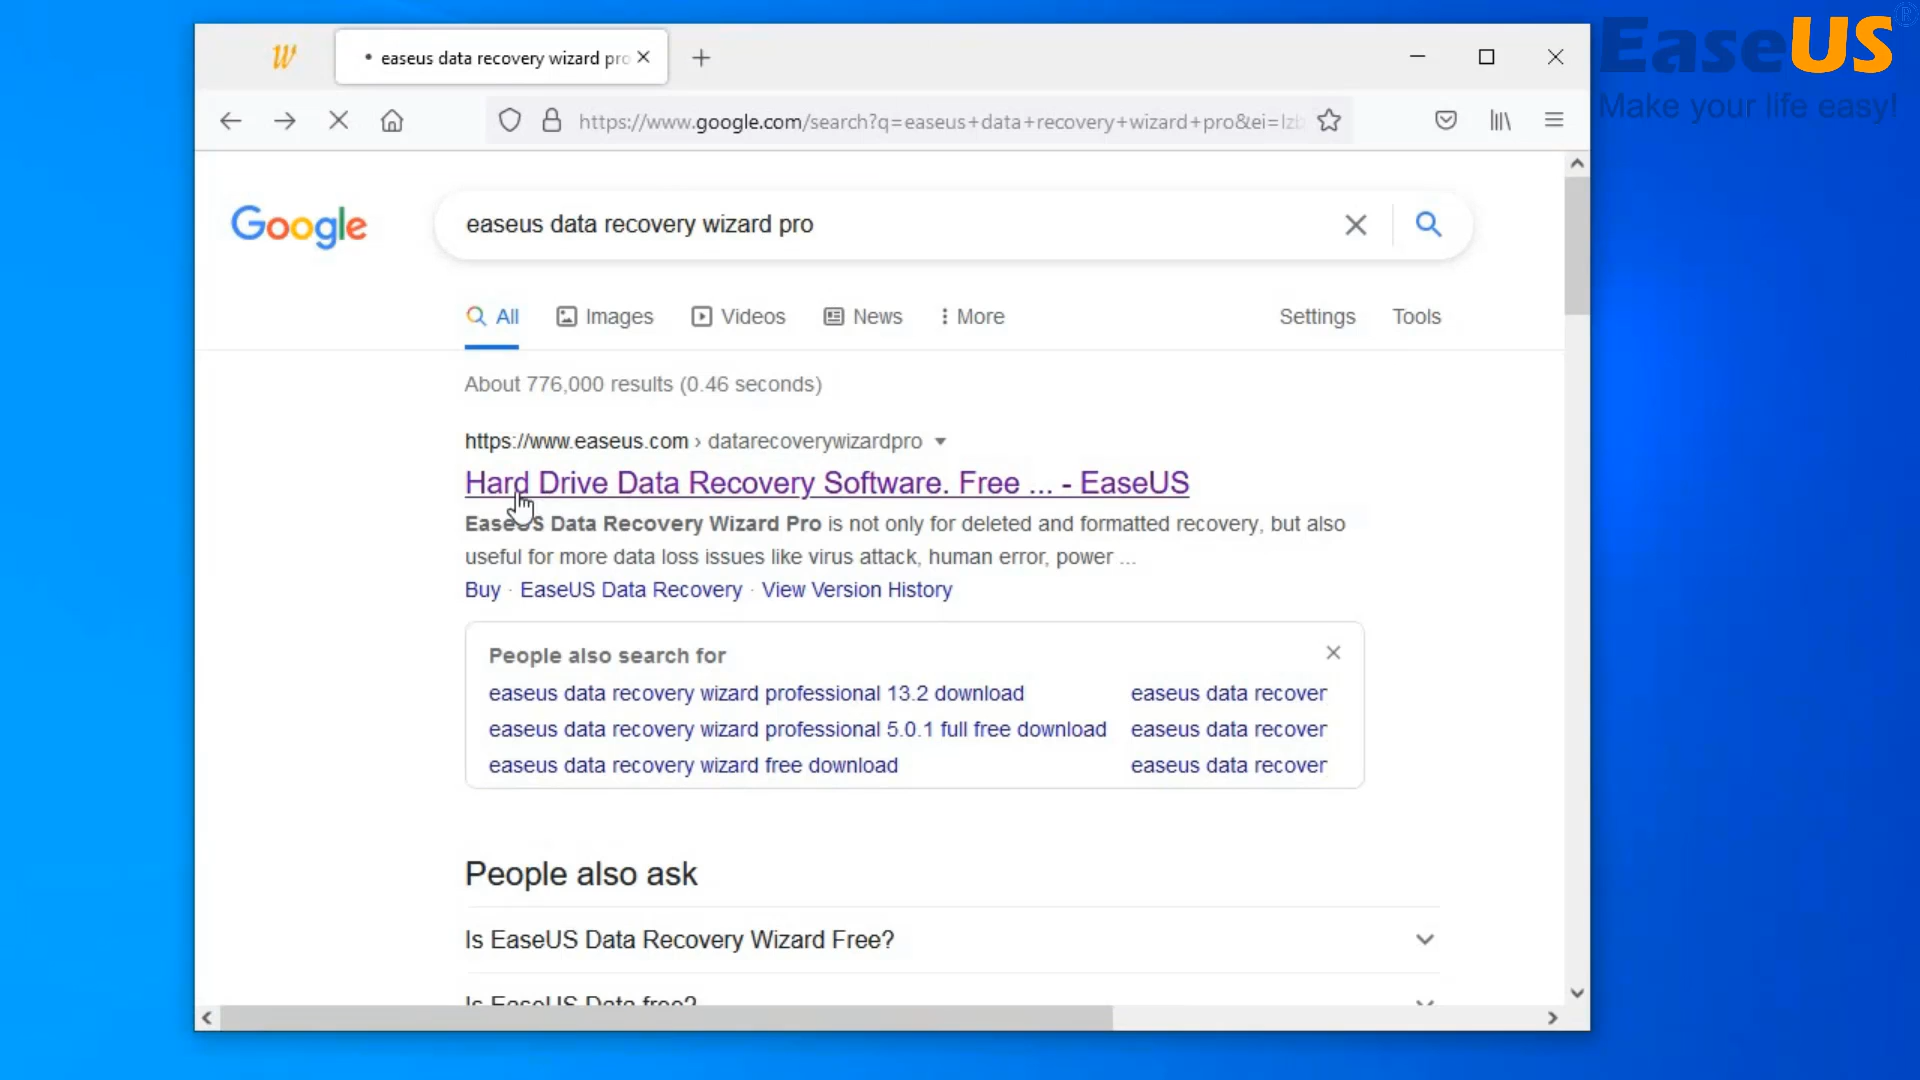 easeus data recovery wizard pro
EaseUS®
Make your life easy!
https://www.google.com/search?q=easeus+data+recovery+wizard+pro&ei=Izb
Google
easeus data recovery wizard pro
All
Images
Videos
News
More
Settings
Tools
About 776,000 results (0.46 seconds)
https://www.easeus.com › datarecoverywizardpro
Hard Drive Data Recovery Software. Free ... - EaseUS
EaseUS Data Recovery Wizard Pro is not only for deleted and formatted recovery, but also
useful for more data loss issues like virus attack, human error, power ...
Buy · EaseUS Data Recovery · View Version History
People also search for
easeus data recovery wizard professional 13.2 download
easeus data recover
easeus data recovery wizard professional 5.0.1 full free download
easeus data recover
easeus data recovery wizard free download
easeus data recover
People also ask
Is EaseUS Data Recovery Wizard Free?
Is EaseUS Data free?